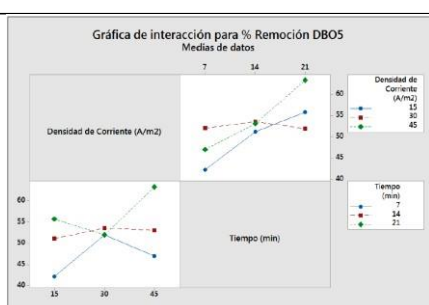 Gráfica de interacción para % Remoción DBO5
Medias de datos
7 14 21
Densidad de Corriente (A/m2)
60
55
50
45
40
Densidad de
Corriente
(A/m2)
15
30
45
60
55
50
45
40
Tiempo (min)
Tiempo
(min)
7
14
21
15 30 45